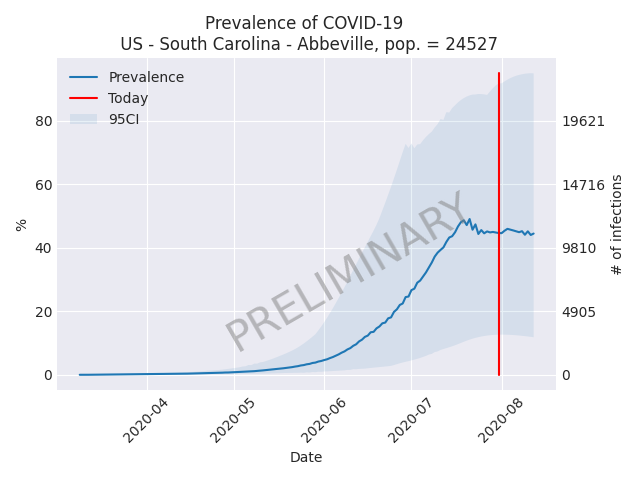 Prevalence of COVID-19
US - South Carolina - Abbeville, pop. = 24527
Prevalence
Today
95CI
80
60
40
20
0
%
19621
14716
9810
4905
0
# of infections
PRELIMINARY
2020-04
2020-05
2020-06
2020-07
2020-08
Date